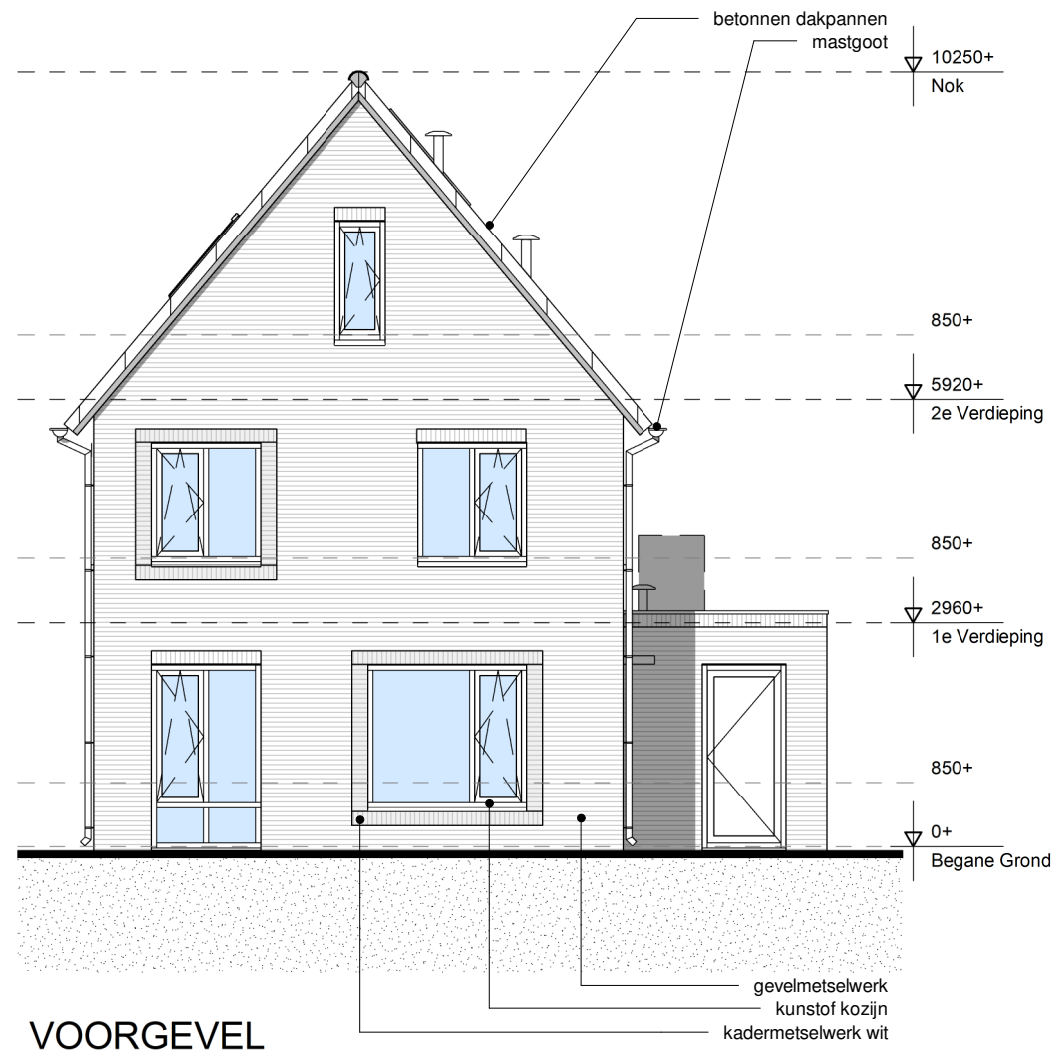 betonnen dakpannen
mastgoot
10250+
Nok
850+
5920+
2e Verdieping
850+
2960+
1e Verdieping
850+
0+
Begane Grond
gevelmetselwerk
kunstof kozijn
kadermetselwerk wit
VOORGEVEL